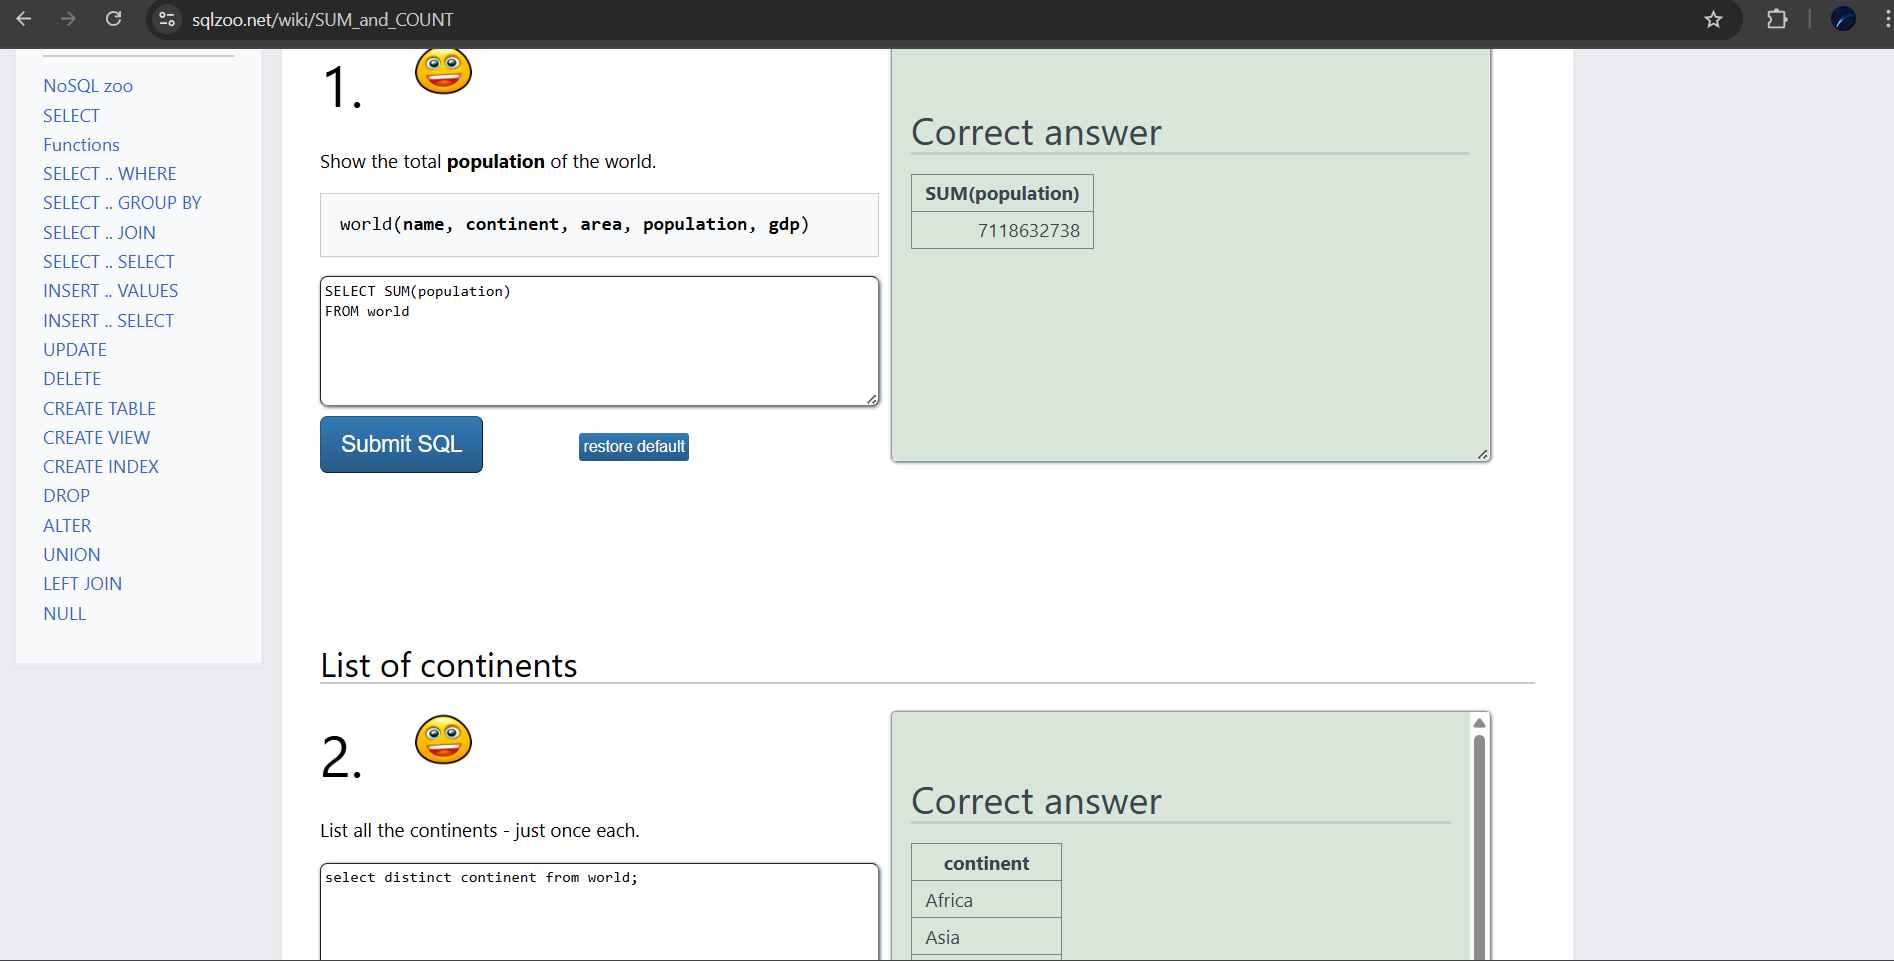 sqlzoo.net/wiki/SUM_and_COUNT
NoSQL zoo
SELECT
Functions
SELECT .. WHERE
SELECT .. GROUP BY
SELECT .. JOIN
SELECT .. SELECT
INSERT .. VALUES
INSERT .. SELECT
UPDATE
DELETE
CREATE TABLE
CREATE VIEW
CREATE INDEX
DROP
ALTER
UNION
LEFT JOIN
NULL
1.
Show the total population of the world.
world(name, continent, area, population, gdp)
SELECT SUM(population)
FROM world
Submit SQL
restore default
Correct answer
SUM(population)
7118632738
List of continents
2.
List all the continents - just once each.
select distinct continent from world;
Correct answer
continent
Africa
Asia